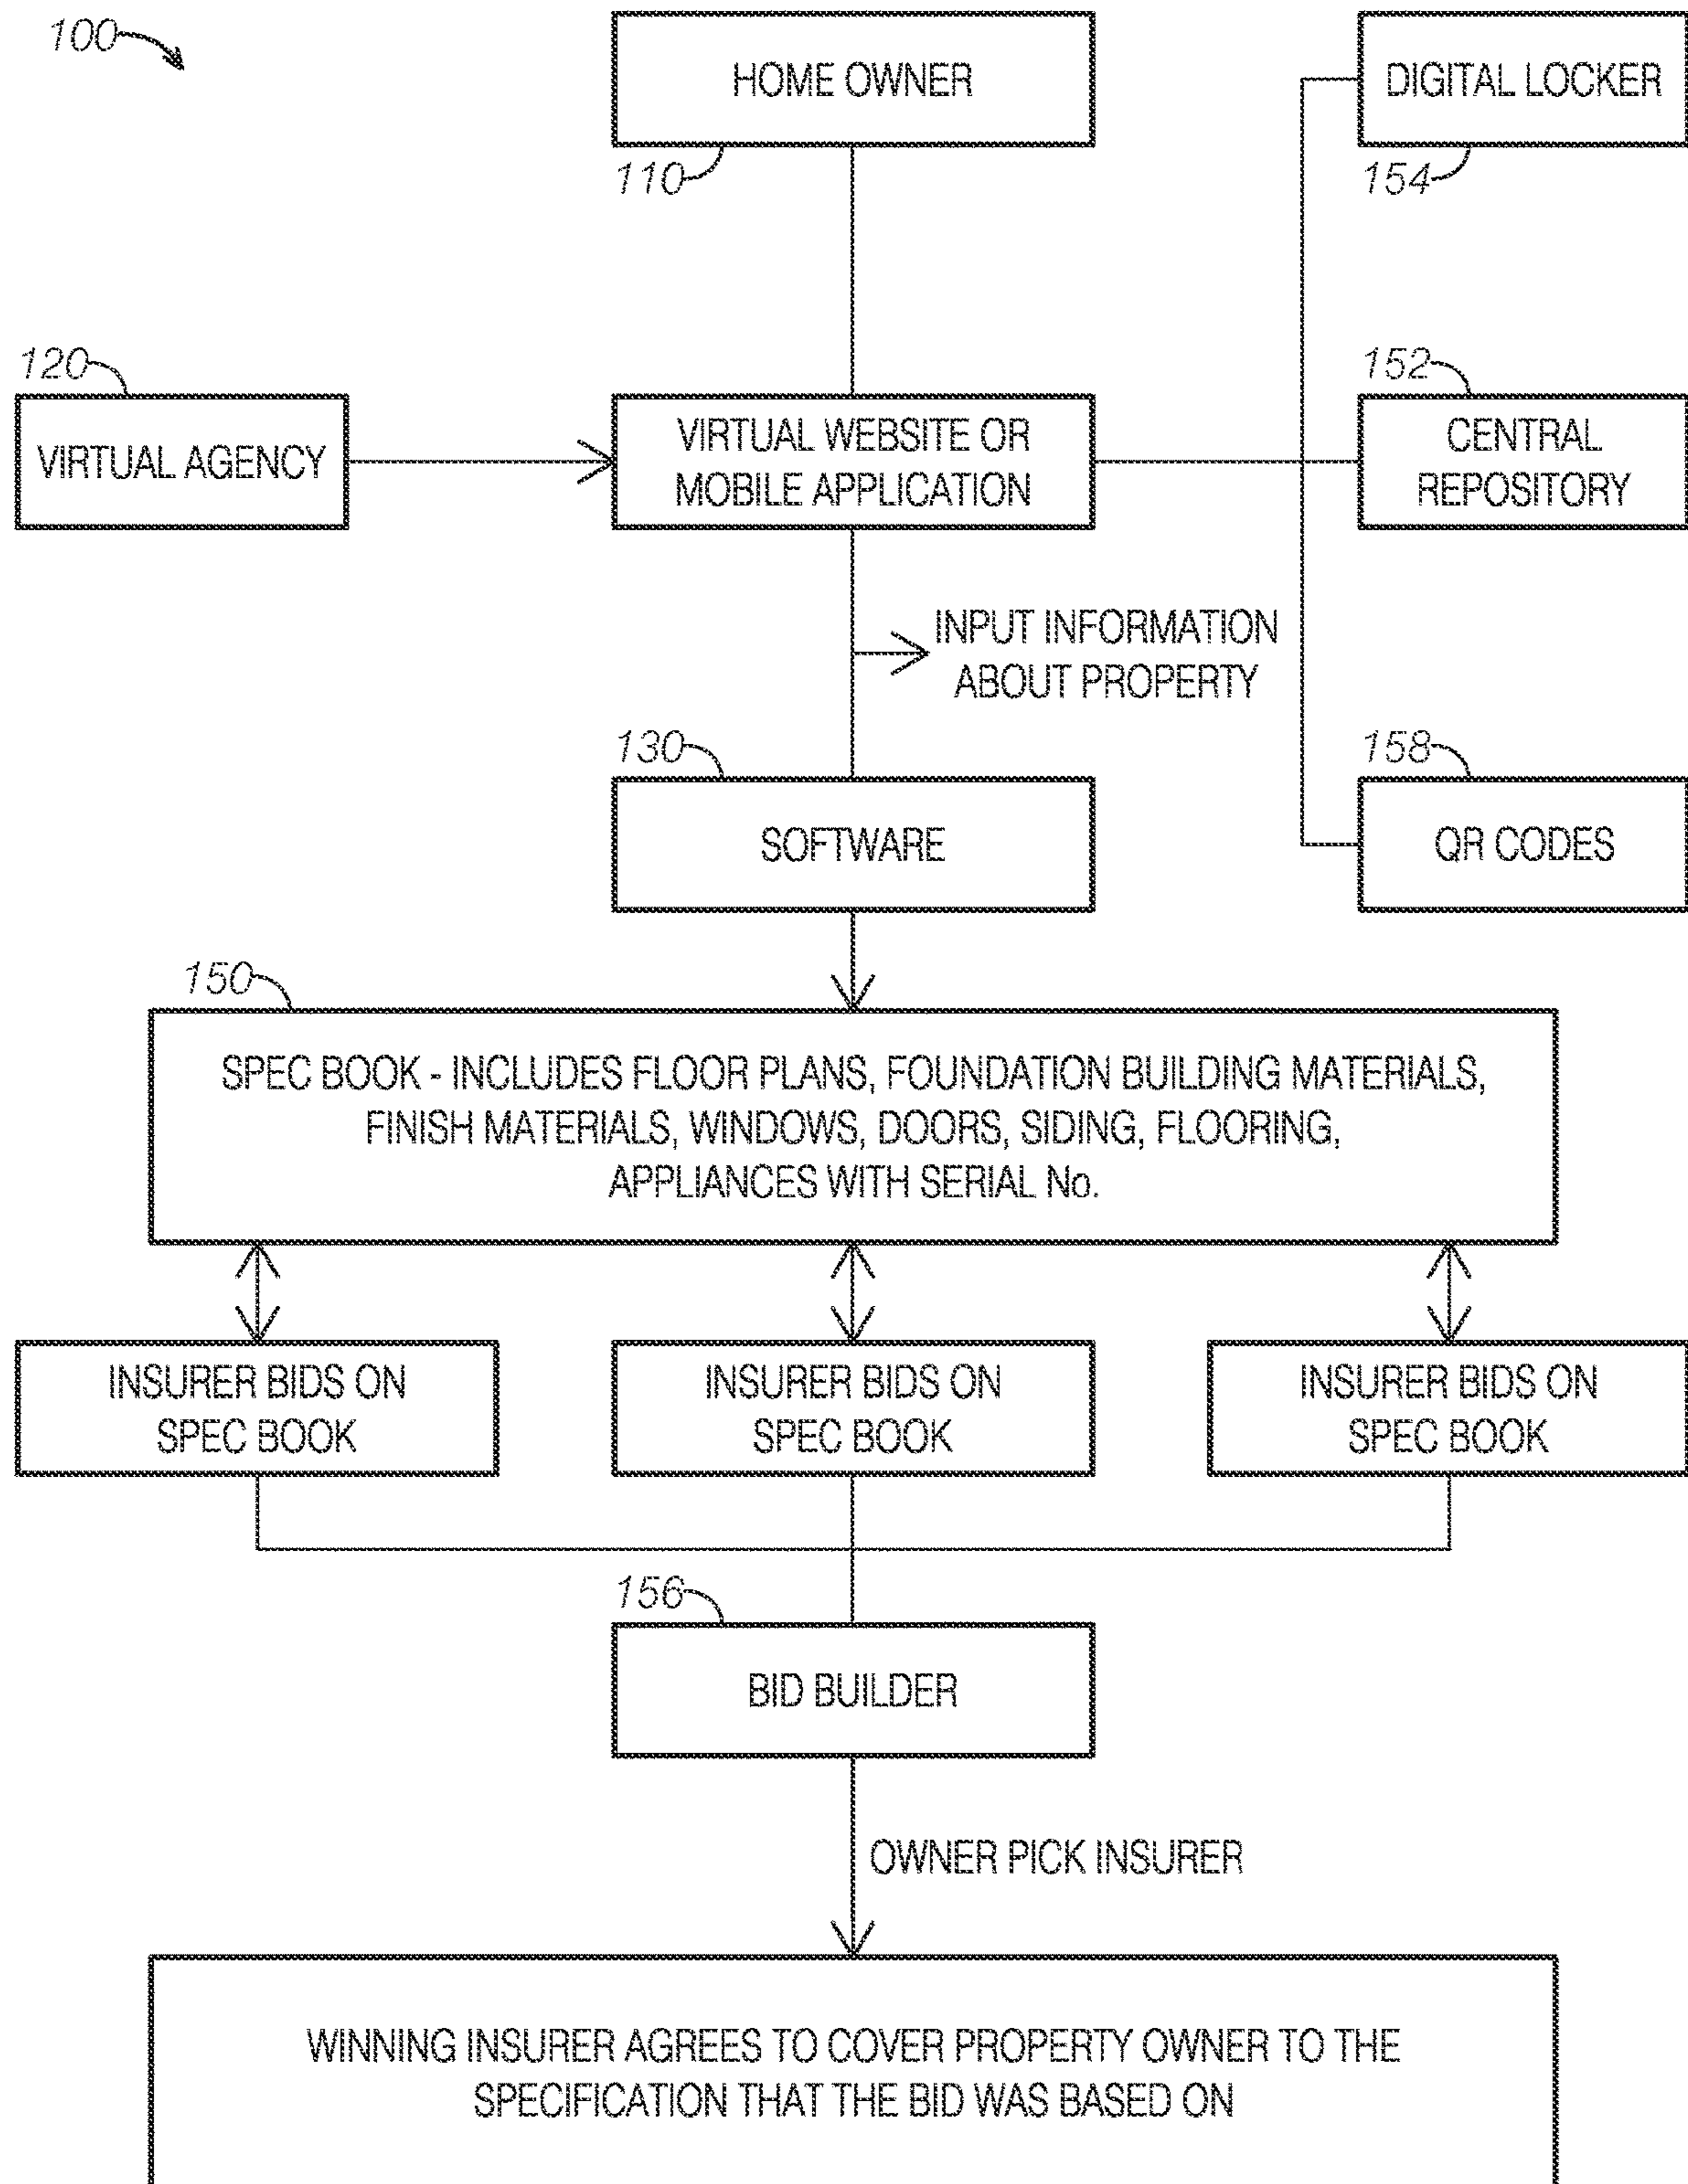 100
HOME OWNER
DIGITAL LOCKER
110
154
120
152
VIRTUAL AGENCY
VIRTUAL WEBSITE OR
MOBILE APPLICATION
CENTRAL
REPOSITORY
INPUT INFORMATION
ABOUT PROPERTY
130
158
SOFTWARE
QR CODES
150
SPEC BOOK - INCLUDES FLOOR PLANS, FOUNDATION BUILDING MATERIALS,
FINISH MATERIALS, WINDOWS, DOORS, SIDING, FLOORING,
APPLIANCES WITH SERIAL No.
INSURER BIDS ON
SPEC BOOK
INSURER BIDS ON
SPEC BOOK
INSURER BIDS ON
SPEC BOOK
156
BID BUILDER
OWNER PICK INSURER
WINNING INSURER AGREES TO COVER PROPERTY OWNER TO THE
SPECIFICATION THAT THE BID WAS BASED ON